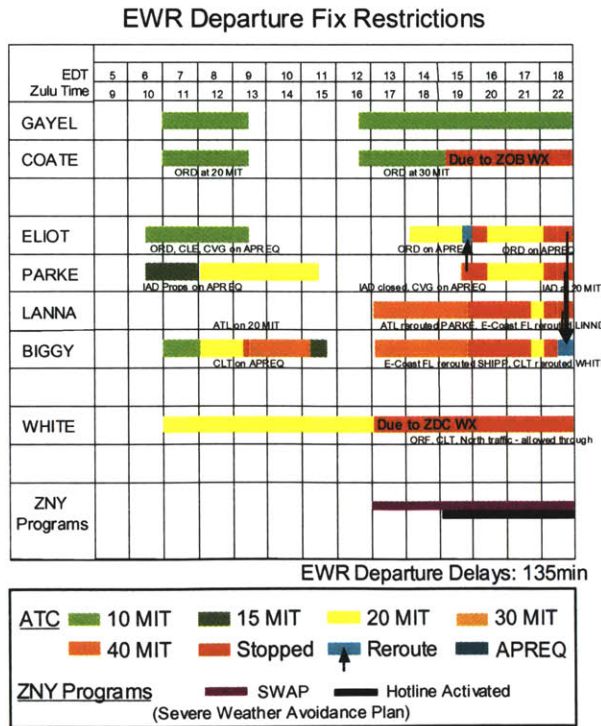 EWR Departure Fix Restrictions
EDT 5 6 7 8 9 10 11 12 13 14 15 16 17 18
Zulu Time 9 10 11 12 13 14 15 16 17 18 19 20 21 22
GAYEL
COATE Due to ZOB WX
ORD at 20 MIT ORD at 30 MIT
ELIOT
ORD, CLE, CVG on APREQ ORD on APRE ORD on APREQ
PARKE
IAD Props on APREQ IAD closed, CVG on APREQ IAD at 20 MIT
LANNA
ATL on 20 MIT ATL rerouted PARKE, E-Coast FL rerouted LINND
BIGGY
CLT on APREQ E-Coast FL rerouted SHIPP, CLT rerouted WHIT
WHITE Due to ZDC WX
ORF, CLT, North traffic - allowed through
ZNY
Programs
EWR Departure Delays: 135min
ATC 10 MIT 15 MIT 20 MIT 30 MIT
40 MIT Stopped Reroute APREQ
ZNY Programs SWAP Hotline Activated
(Severe Weather Avoidance Plan)